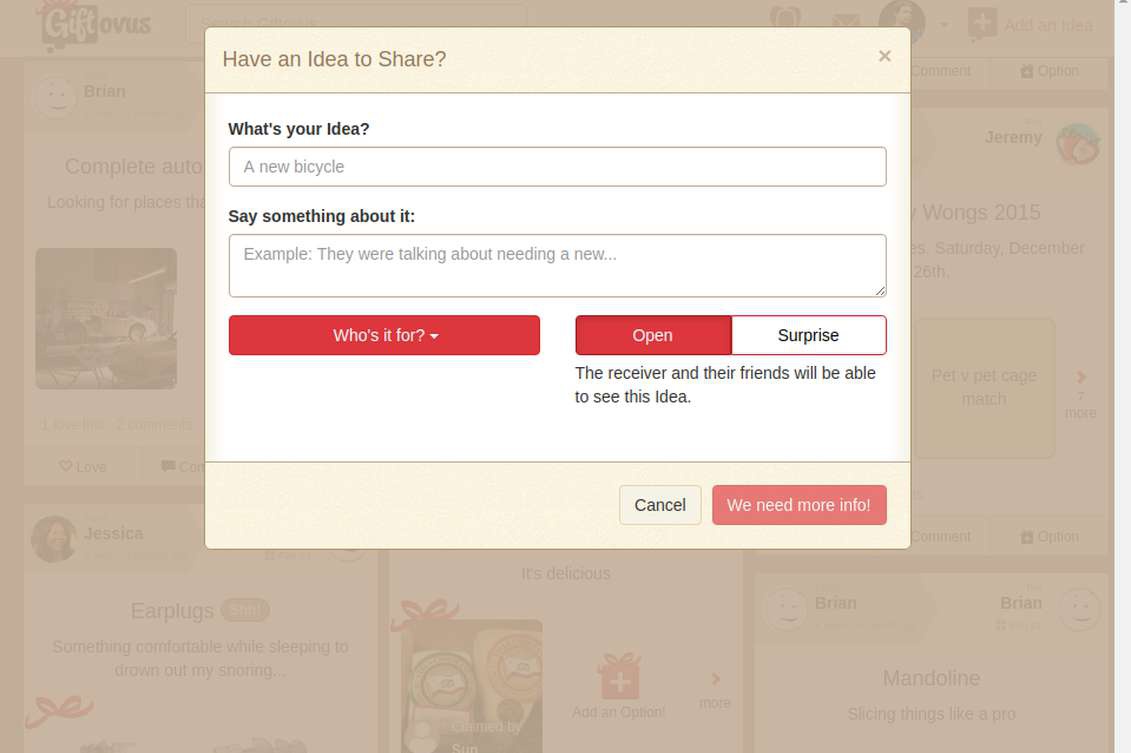 Giftovus
Search Giftovus
Add an Idea
Have an Idea to Share?
×
What's your Idea?
A new bicycle
Say something about it:
Example: They were talking about needing a new...
Who's it for?
Open
Surprise
The receiver and their friends will be able
to see this Idea.
Cancel
We need more info!
Brian
Complete auto
Looking for places tha
1 love this
2 comments
Love
Com
Jessica
Earplugs
Shh!
Something comfortable while sleeping to
drown out my snoring...
It's delicious
Claimed by
Sun
Add an Option!
more
Comment
Option
Jeremy
y Wongs 2015
es. Saturday, December
26th.
Pet v pet cage
match
7
more
Comment
Option
Brian
Brian
Mandoline
Slicing things like a pro